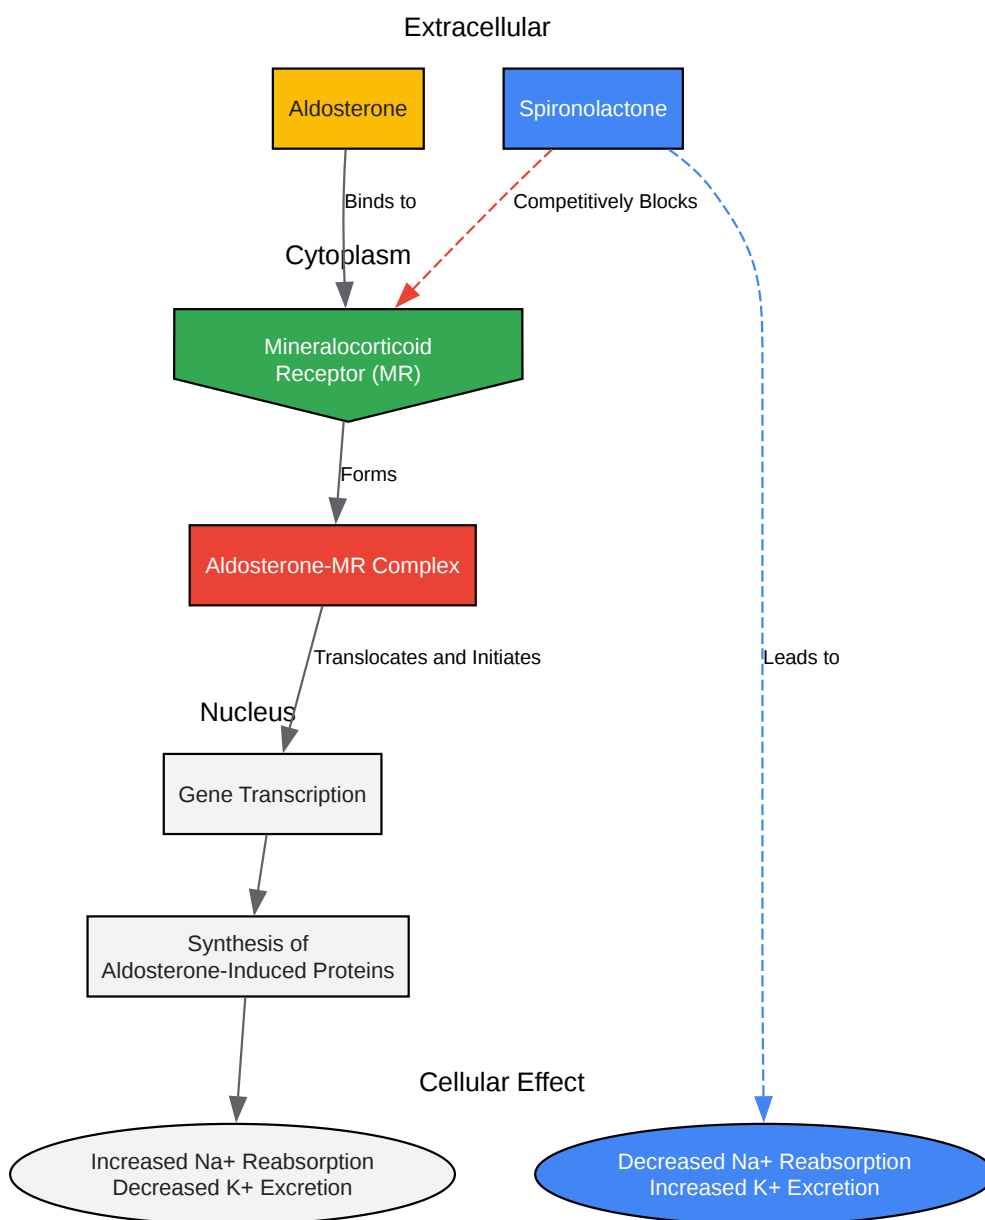 Extracellular
Aldosterone
Spironolactone
Binds to
Competitively Blocks
Cytoplasm
Mineralocorticoid
Receptor (MR)
Forms
Aldosterone-MR Complex
Translocates and Initiates
Leads to
Nucleus
Gene Transcription
Synthesis of
Aldosterone-Induced Proteins
Cellular Effect
Increased Na+ Reabsorption
Decreased K+ Excretion
Decreased Na+ Reabsorption
Increased K+ Excretion